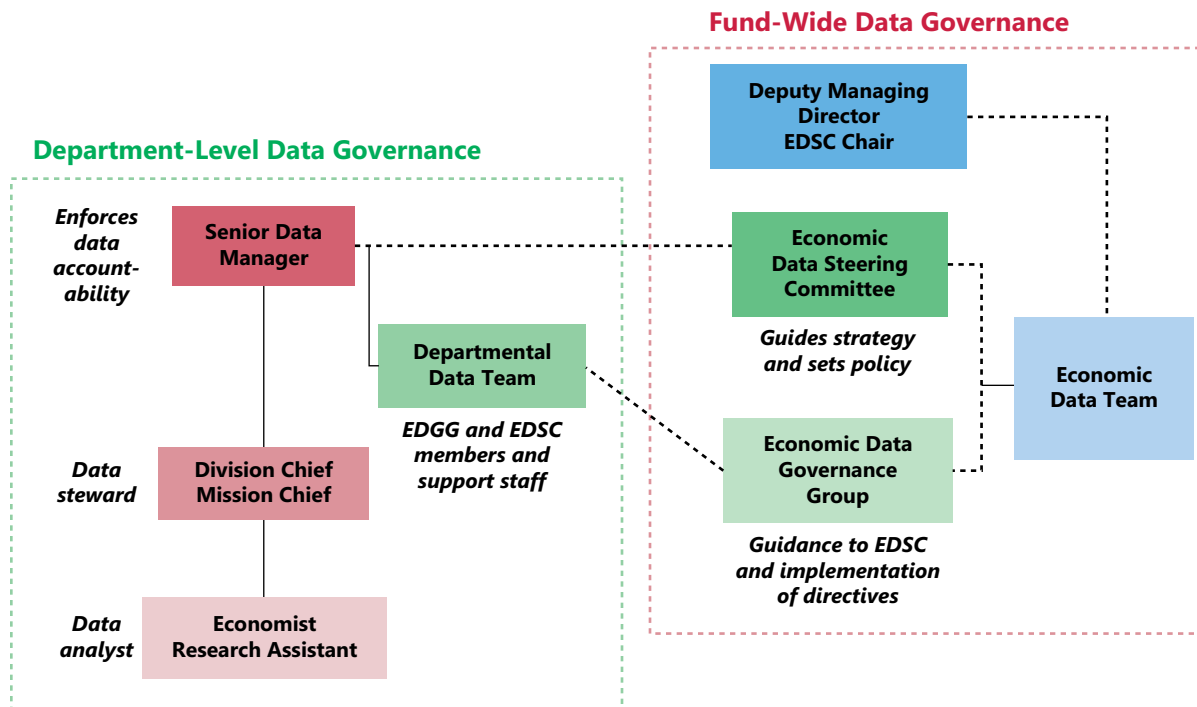 Fund-Wide Data Governance
Deputy Managing
Director
EDSC Chair
Department-Level Data Governance
Enforces
data
account-
ability
Senior Data
Manager
Economic
Data Steering
Committee
Guides strategy
and sets policy
Departmental
Data Team
EDGG and EDSC
members and
support staff
Economic
Data Team
Data
steward
Division Chief
Mission Chief
Economic Data
Governance
Group
Guidance to EDSC
and implementation
of directives
Data
analyst
Economist
Research Assistant